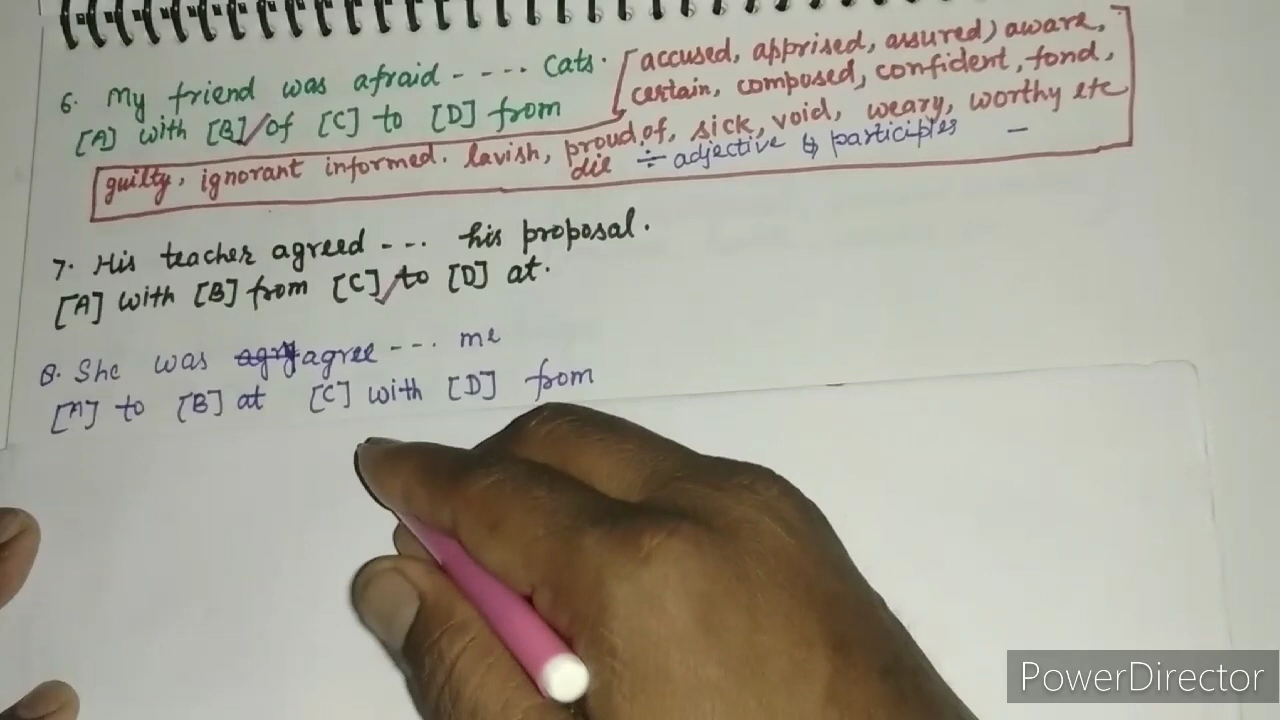 6. My friend was afraid - - - - cats.
[A] with [B] of [C] to [D] from
[accused, apprised, assured) aware,
certain, composed, confident, fond,
guilty, ignorant informed. lavish, proud of, sick, void, weary, worthy etc
die ÷ adjective & participles –
7. His teacher agreed - - - his proposal.
[A] with [B] from [C] to [D] at.
8. She was agree - - - me
[A] to [B] at [C] with [D] from
PowerDirector